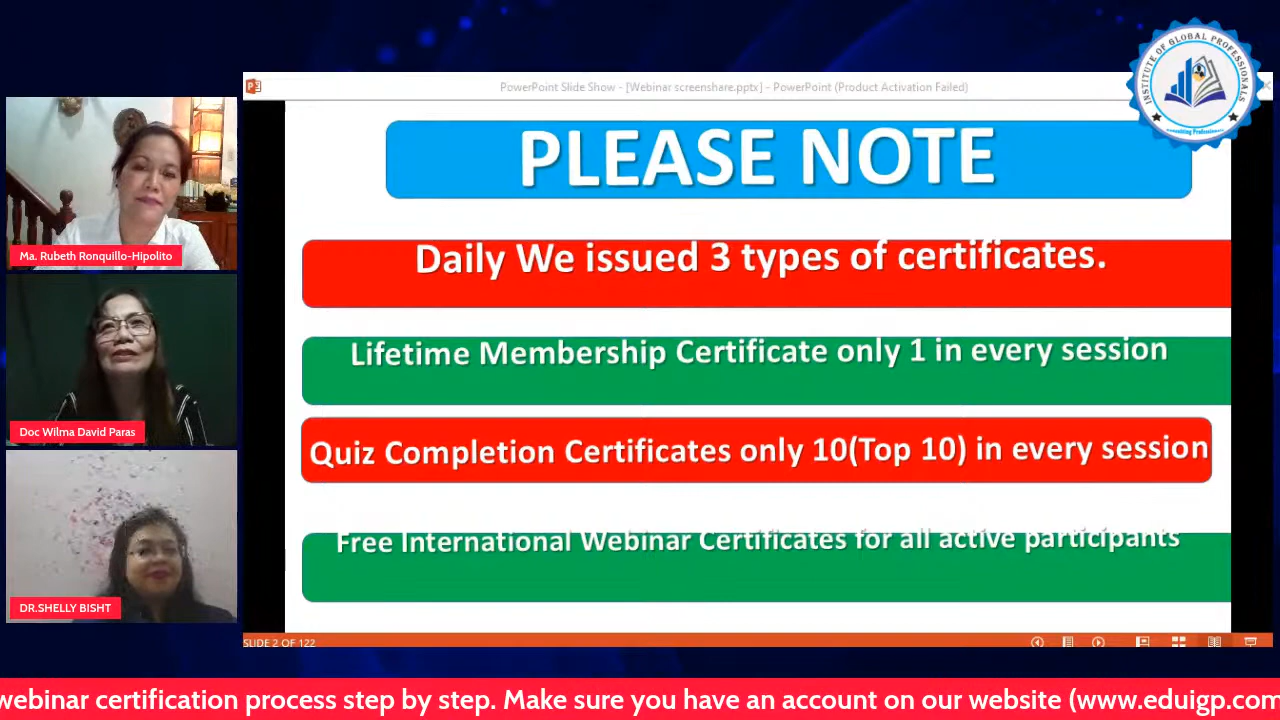 PowerPoint Slide Show - [Webinar screenshare.pptx] - PowerPoint (Product Activation Failed)
INSTITUTE OF GLOBAL PROFESSIONALS
PLEASE NOTE
Daily We issued 3 types of certificates.
Lifetime Membership Certificate only 1 in every session
Quiz Completion Certificates only 10(Top 10) in every session
Free International Webinar Certificates for all active participants
SLIDE 2 OF 122
Ma. Rubeth Ronquillo-Hipolito
Doc Wilma David Paras
DR.SHELLY BISHT
webinar certification process step by step. Make sure you have an account on our website (www.eduigp.com